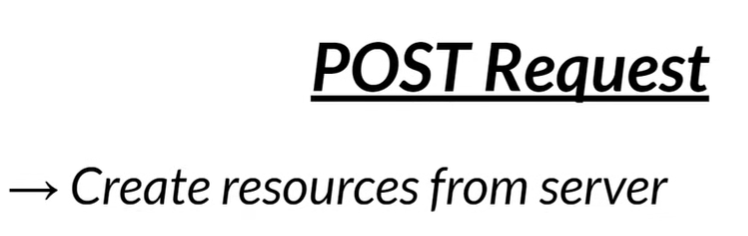 POST Request
→ Create resources from server